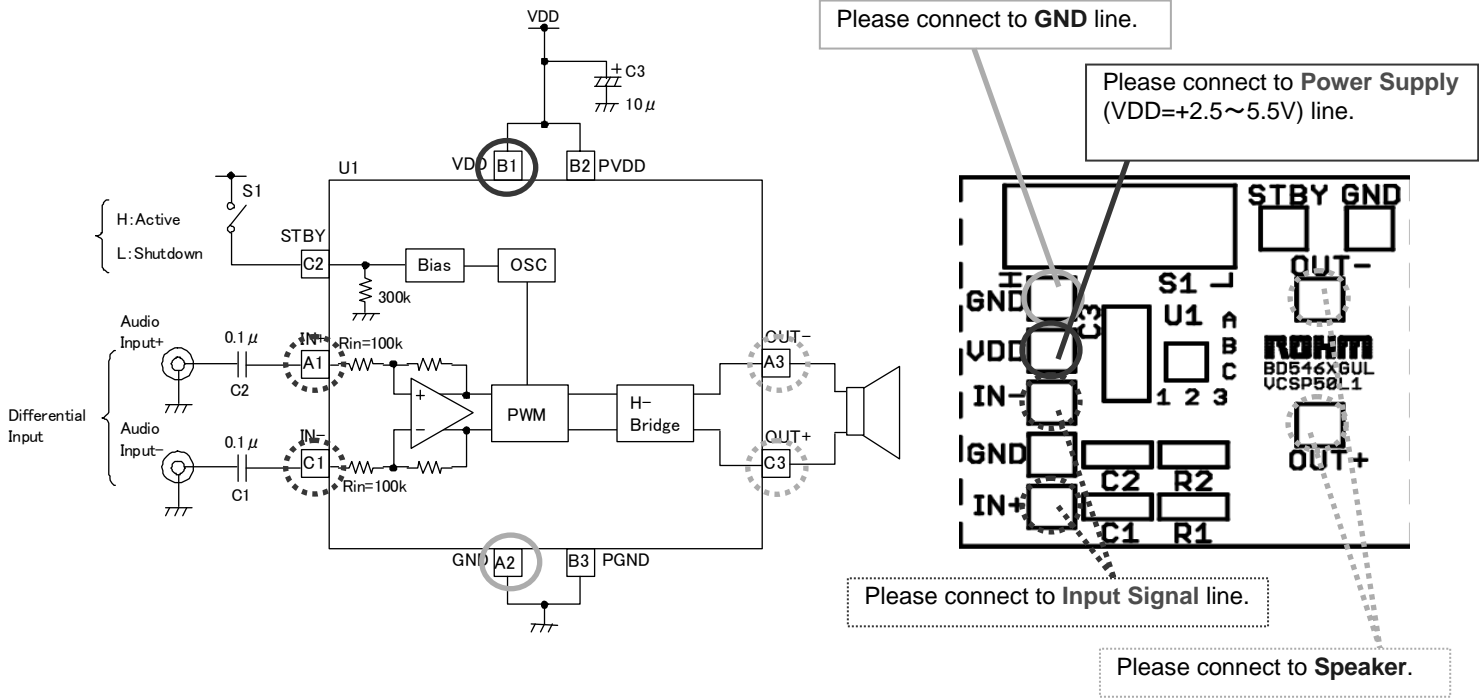 VDD
+ C3
10μ
U1
VDD B1
B2 PVDD
S1
H:Active
L:Shutdown
STBY
C2
Bias
OSC
300k
Audio
Input+
0.1μ
C2
IN+
A1
Rin=100k
OUT-
A3
Differential
Input
Audio
Input-
0.1μ
C1
IN-
C1
Rin=100k
+
-
PWM
H-
Bridge
OUT+
C3
GND A2
B3 PGND
Please connect to GND line.
Please connect to Power Supply
(VDD=+2.5~5.5V) line.
STBY GND
H
S1
OUT-
GND
C3
U1
A
B
C
VDD
ROHM
BD546XGUL
VCSP50L1
IN-
1 2 3
GND
C2
R2
OUT+
IN+
C1
R1
Please connect to Input Signal line.
Please connect to Speaker.